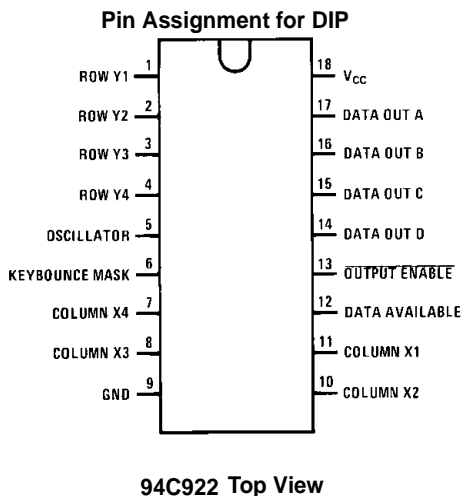 Pin Assignment for DIP
1 18
ROW Y1 VCC
2 17
ROW Y2 DATA OUT A
3 16
ROW Y3 DATA OUT B
4 15
ROW Y4 DATA OUT C
5 14
OSCILLATOR DATA OUT D
6 13
KEYBOUNCE MASK OUTPUT ENABLE
7 12
COLUMN X4 DATA AVAILABLE
8 11
COLUMN X3 COLUMN X1
9 10
GND COLUMN X2
94C922 Top View